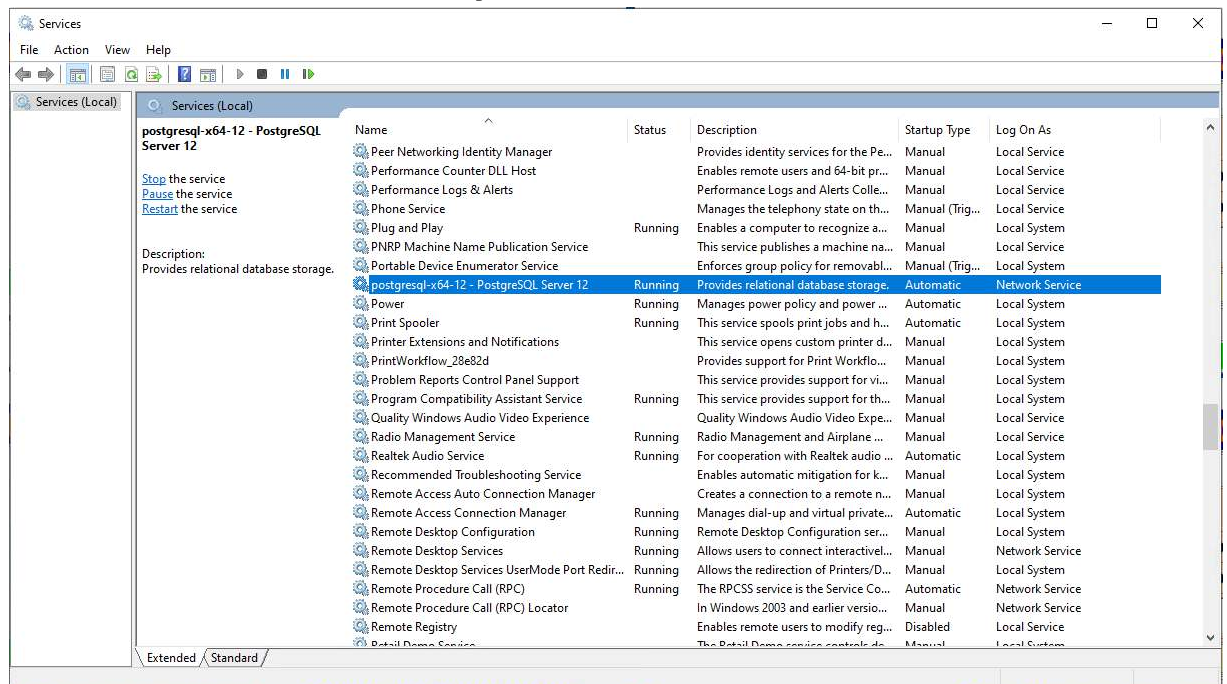 Services
File Action View Help
Services (Local)
Services (Local)
postgresql-x64-12 - PostgreSQL Server 12
Stop the service
Pause the service
Restart the service
Description:
Provides relational database storage.
Name Status Description Startup Type Log On As
Peer Networking Identity Manager Provides identity services for the Pe... Manual Local Service
Performance Counter DLL Host Enables remote users and 64-bit pr... Manual Local Service
Performance Logs & Alerts Performance Logs and Alerts Colle... Manual Local Service
Phone Service Manages the telephony state on th... Manual (Trig... Local Service
Plug and Play Running Enables a computer to recognize a... Manual Local System
PNRP Machine Name Publication Service This service publishes a machine na... Manual Local Service
Portable Device Enumerator Service Enforces group policy for removabl... Manual (Trig... Local System
postgresql-x64-12 - PostgreSQL Server 12 Running Provides relational database storage. Automatic Network Service
Power Running Manages power policy and power ... Automatic Local System
Print Spooler Running This service spools print jobs and h... Automatic Local System
Printer Extensions and Notifications This service opens custom printer d... Manual Local System
PrintWorkflow_28e82d Provides support for Print Workflo... Manual Local System
Problem Reports Control Panel Support This service provides support for vi... Manual Local System
Program Compatibility Assistant Service Running This service provides support for th... Manual Local System
Quality Windows Audio Video Experience Quality Windows Audio Video Expe... Manual Local Service
Radio Management Service Running Radio Management and Airplane ... Manual Local Service
Realtek Audio Service Running For cooperation with Realtek audio ... Automatic Local System
Recommended Troubleshooting Service Enables automatic mitigation for k... Manual Local System
Remote Access Auto Connection Manager Creates a connection to a remote n... Manual Local System
Remote Access Connection Manager Running Manages dial-up and virtual private... Automatic Local System
Remote Desktop Configuration Running Remote Desktop Configuration ser... Manual Local System
Remote Desktop Services Running Allows users to connect interactivel... Manual Network Service
Remote Desktop Services UserMode Port Redir... Running Allows the redirection of Printers/D... Manual Local System
Remote Procedure Call (RPC) Running The RPCSS service is the Service Co... Automatic Network Service
Remote Procedure Call (RPC) Locator In Windows 2003 and earlier versio... Manual Network Service
Remote Registry Enables remote users to modify reg... Disabled Local Service
Retail Demo Service The Retail Demo service controls de... Manual Local System
Extended Standard